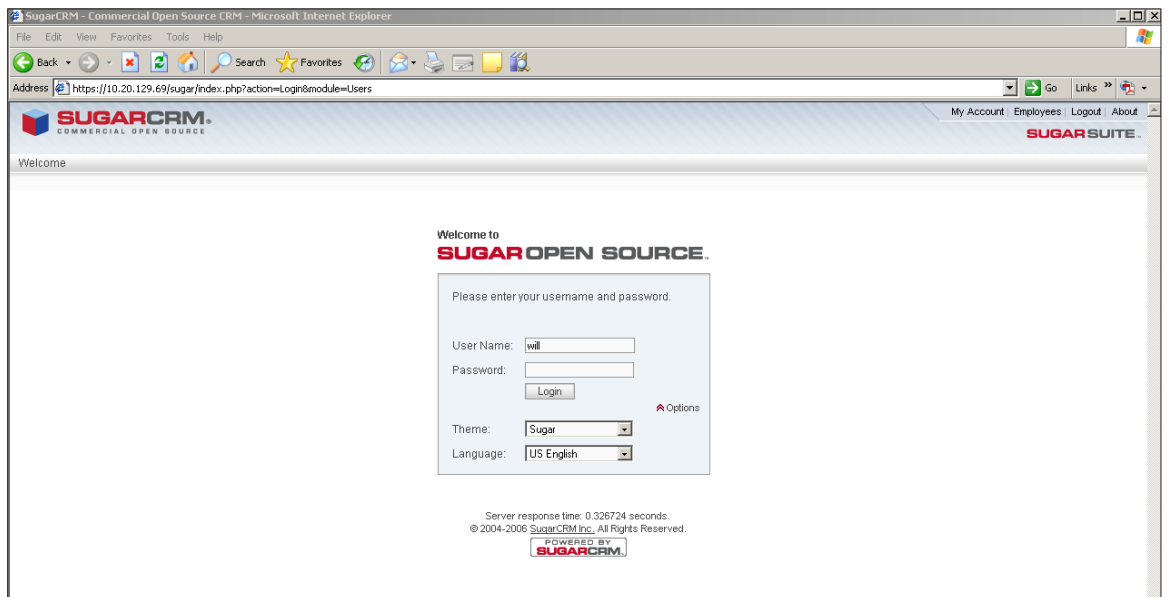 SugarCRM - Commercial Open Source CRM - Microsoft Internet Explorer
File Edit View Favorites Tools Help
Back Search Favorites
Address https://10.20.129.69/sugar/index.php?action=Login&module=Users Go Links »
SUGARCRM.
COMMERCIAL OPEN SOURCE
My Account | Employees | Logout | About
SUGAR SUITE
Welcome
Welcome to
SUGAR OPEN SOURCE
Please enter your username and password.
User Name: will
Password:
Login
Options
Theme: Sugar
Language: US English
Server response time: 0.326724 seconds.
© 2004-2006 SugarCRM Inc. All Rights Reserved.
POWERED BY
SUGARCRM.